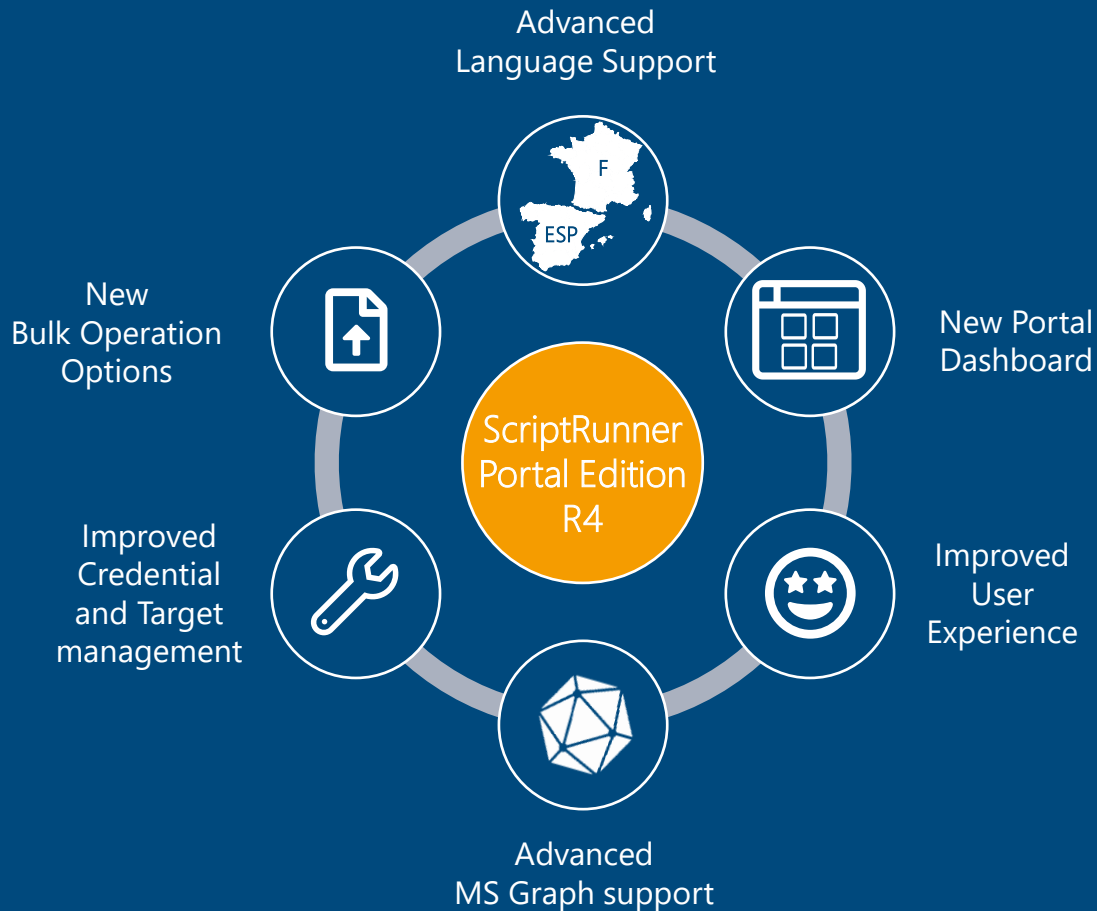 Advanced
Language Support
F
ESP
New Portal
Dashboard
Improved
User
Experience
Advanced
MS Graph support
Improved
Credential
and Target
management
New
Bulk Operation
Options
ScriptRunner
Portal Edition
R4